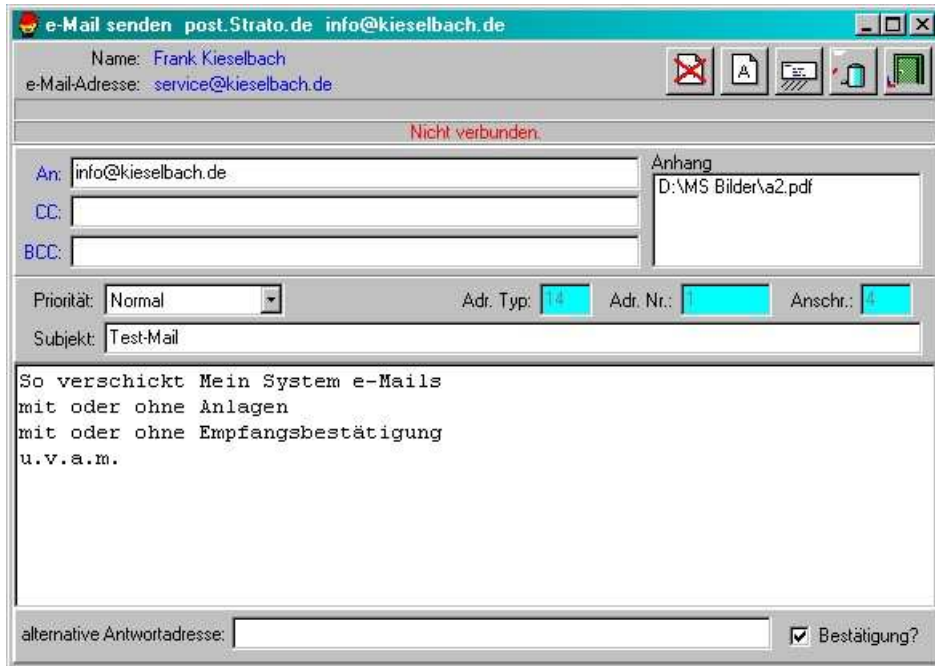 e-Mail senden post.Strato.de info@kieselbach.de
Name: Frank Kieselbach
e-Mail-Adresse: service@kieselbach.de
A
Nicht verbunden.
An: info@kieselbach.de
CC:
BCC:
Anhang
D:\MS Bilder\a2.pdf
Priorität: Normal Adr. Typ: 14 Adr. Nr.: 1 Anschr.: 4
Subjekt: Test-Mail
So verschickt Mein System e-Mails
mit oder ohne Anlagen
mit oder ohne Empfangsbestätigung
u.v.a.m.
alternative Antwortadresse: Bestätigung?